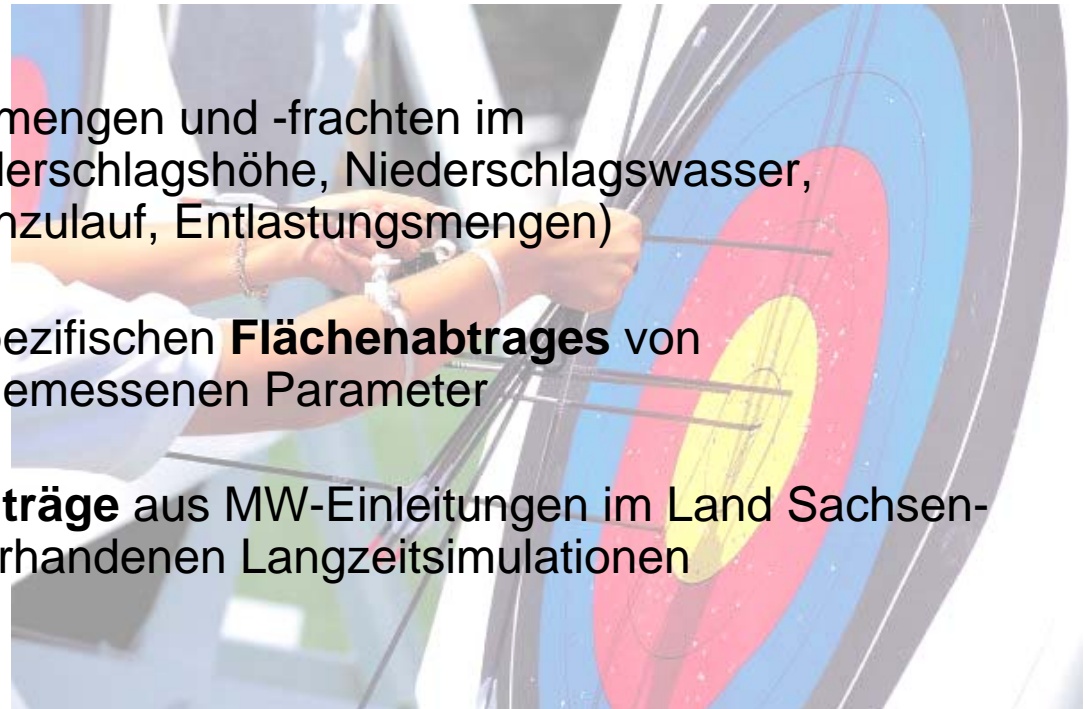 mengen und -frachten im
derschlagshöhe, Niederschlagswasser,
nzulauf, Entlastungsmengen)
pezifischen Flächenabtrages von
emessenen Parameter
träge aus MW-Einleitungen im Land Sachsen-
rhandenen Langzeitsimulationen